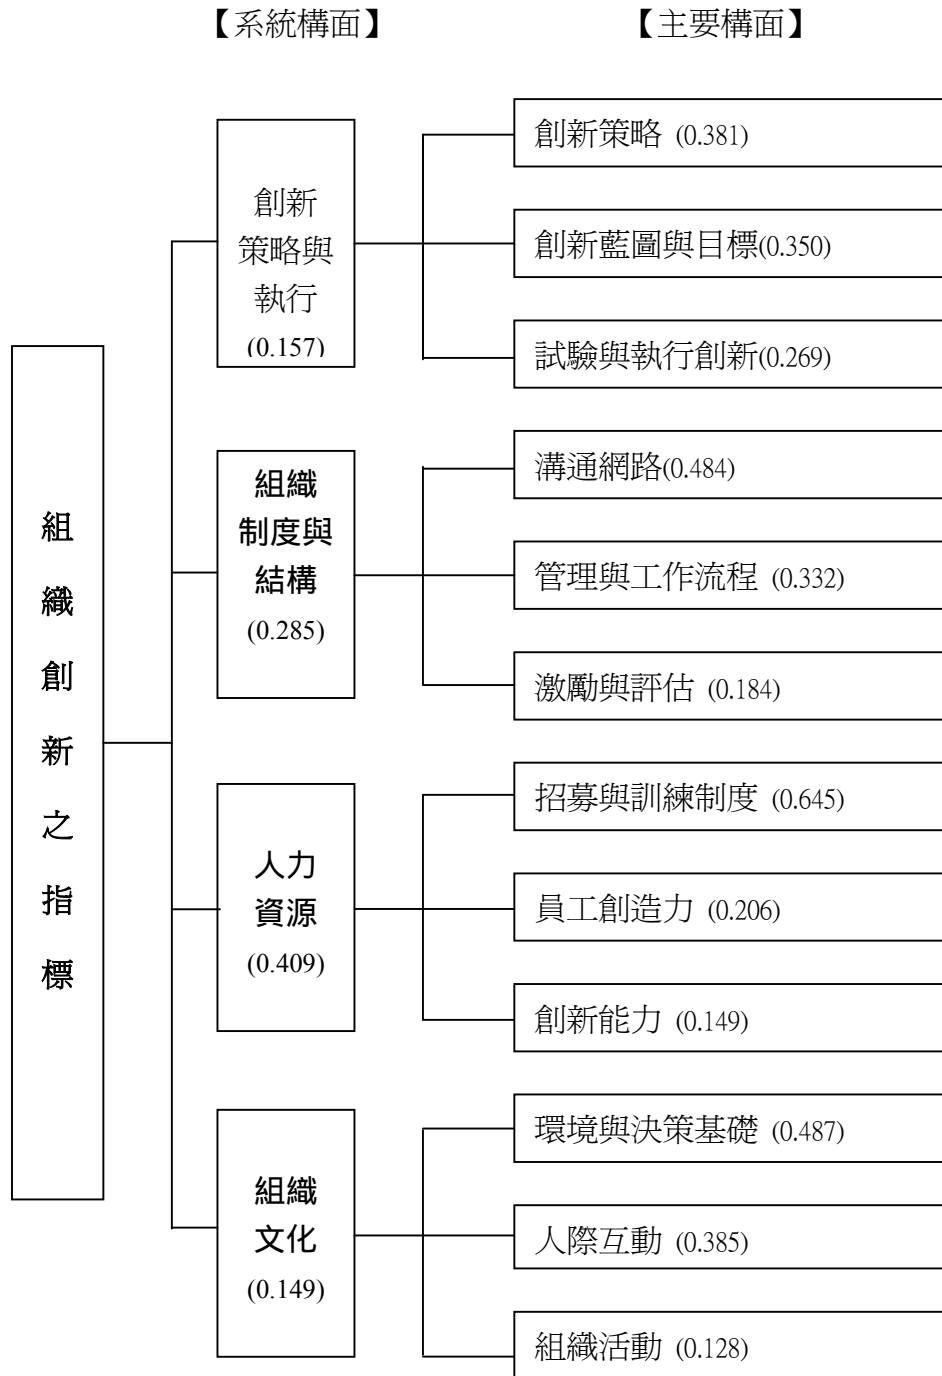 【系統構面】
【主要構面】
組織創新之指標
創新
策略與
執行
(0.157)
創新策略 (0.381)
創新藍圖與目標(0.350)
試驗與執行創新(0.269)
組織
制度與
結構
(0.285)
溝通網路(0.484)
管理與工作流程 (0.332)
激勵與評估 (0.184)
人力
資源
(0.409)
招募與訓練制度 (0.645)
員工創造力 (0.206)
創新能力 (0.149)
組織
文化
(0.149)
環境與決策基礎 (0.487)
人際互動 (0.385)
組織活動 (0.128)